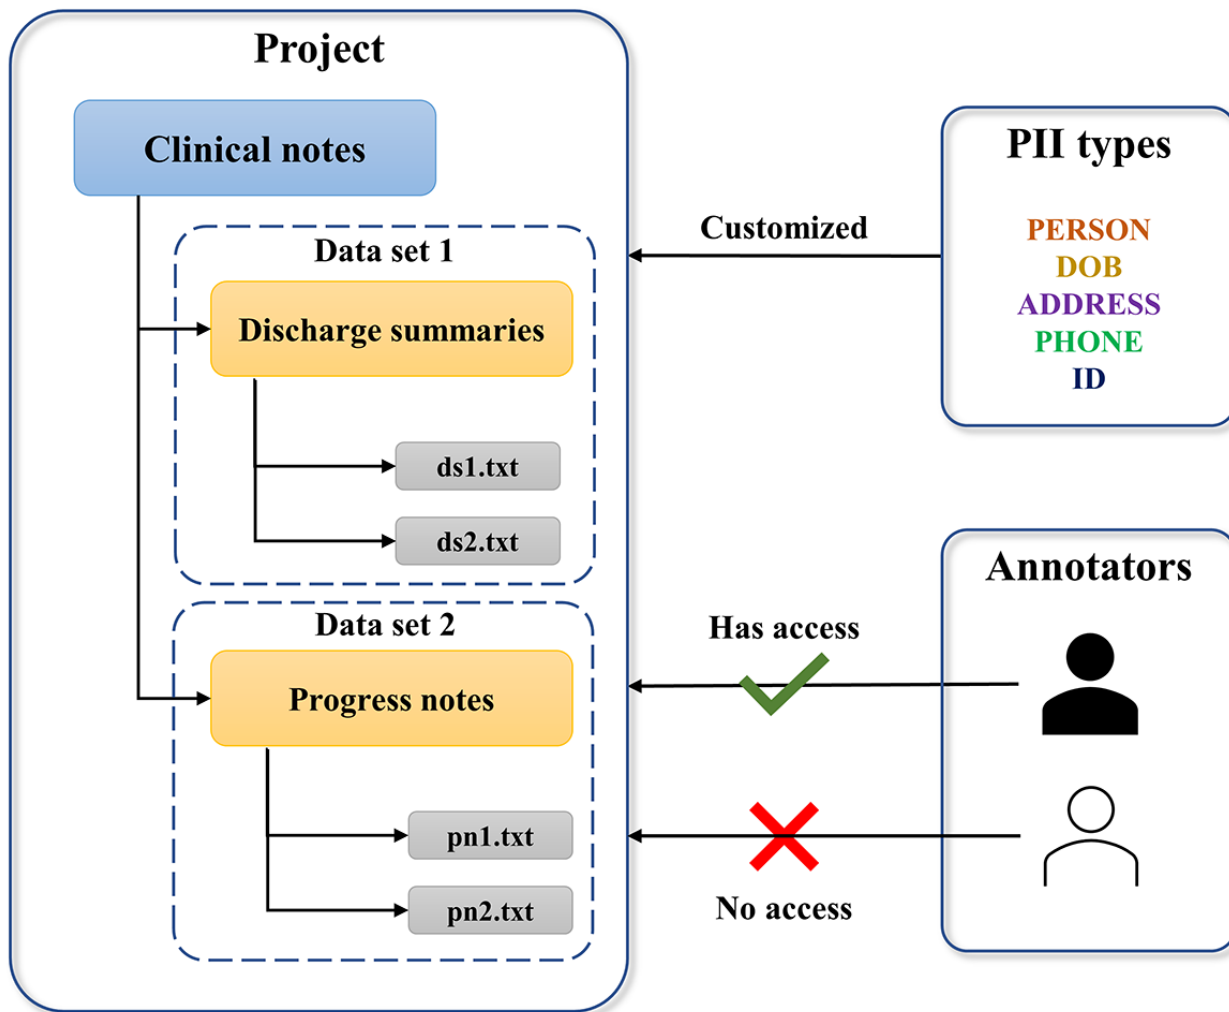 Project
Clinical notes
Data set 1
Discharge summaries
ds1.txt
ds2.txt
Data set 2
Progress notes
pn1.txt
pn2.txt
Customized
PII types
PERSON
DOB
ADDRESS
PHONE
ID
Has access
No access
Annotators